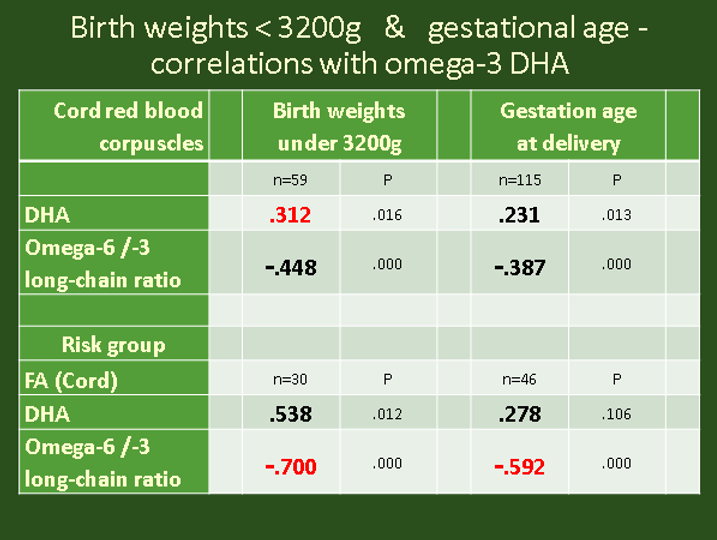 Birth weights < 3200g & gestational age -
correlations with omega-3 DHA
Cord red blood corpuscles Birth weights under 3200g Gestation age at delivery
n=59 P n=115 P
DHA .312 .016 .231 .013
Omega-6 /-3 long-chain ratio -.448 .000 -.387 .000
Risk group
FA (Cord) n=30 P n=46 P
DHA .538 .012 .278 .106
Omega-6 /-3 long-chain ratio -.700 .000 -.592 .000